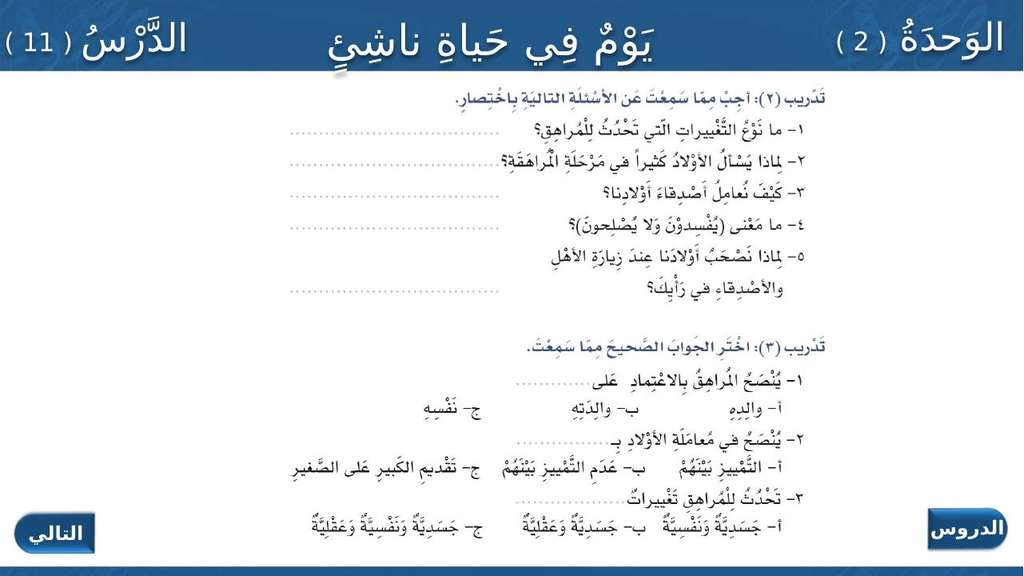 الوَحدَةُ ( 2 ) يَوْمٌ فِي حَياةِ ناشِئٍ الدَّرْسُ ( 11 )
تَدْريب (٢): أجِبْ مِمّا سَمِعْتَ عَن الأسْئلَةِ التاليَةِ بِاخْتِصارٍ.
١- ما نَوْعُ التَّغْييراتِ الّتي تَحْدُثُ لِلْمُراهِقِ؟ ................................
٢- لِماذا يَسْألُ الأوْلادُ كَثيراً في مَرْحَلَةِ الْمُراهَقَةِ؟ ................................
٣- كَيْفَ نُعامِلُ أصْدِقاءَ أوْلادِنا؟ ................................
٤- ما مَعْنى (يُفْسِدوْنَ وَلا يُصْلِحونَ)؟ ................................
٥- لِماذا نَصْحَبُ أوْلادَنا عِندَ زِيارَةِ الأهْلِ
والأصْدِقاءِ في رَأْيِكَ؟ ................................
تَدْريب (٣): اخْتَرِ الجَوابَ الصَّحيحَ مِمّا سَمِعْتَ.
١- يُنْصَحُ المُراهِقُ بِالاعْتِمادِ عَلى............
أ- والِدِهِ ب- والِدَتِهِ ج- نَفْسِهِ
٢- يُنْصَحُ في مُعامَلَةِ الأوْلادِ بِـ...............
أ- التَّمْييزِ بَيْنَهُمْ ب- عَدَمِ التَّمْييزِ بَيْنَهُمْ ج- تَقْديمِ الكَبيرِ عَلى الصَّغيرِ
٣- تَحْدُثُ لِلْمُراهِقِ تَغْييراتٌ..................
أ- جَسَدِيَّةٌ وَنَفْسِيَّةٌ ب- جَسَدِيَّةٌ وَعَقْلِيَّةٌ ج- جَسَدِيَّةٌ وَنَفْسِيَّةٌ وَعَقْلِيَّةٌ
الدروس
التالي